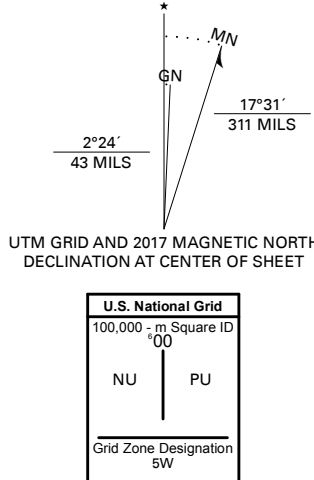 ★
MN
GN
17°31´
311 MILS
2°24´
43 MILS
UTM GRID AND 2017 MAGNETIC NORTH
DECLINATION AT CENTER OF SHEET
U.S. National Grid
100,000 - m Square ID
⁶00
NU PU
Grid Zone Designation
5W